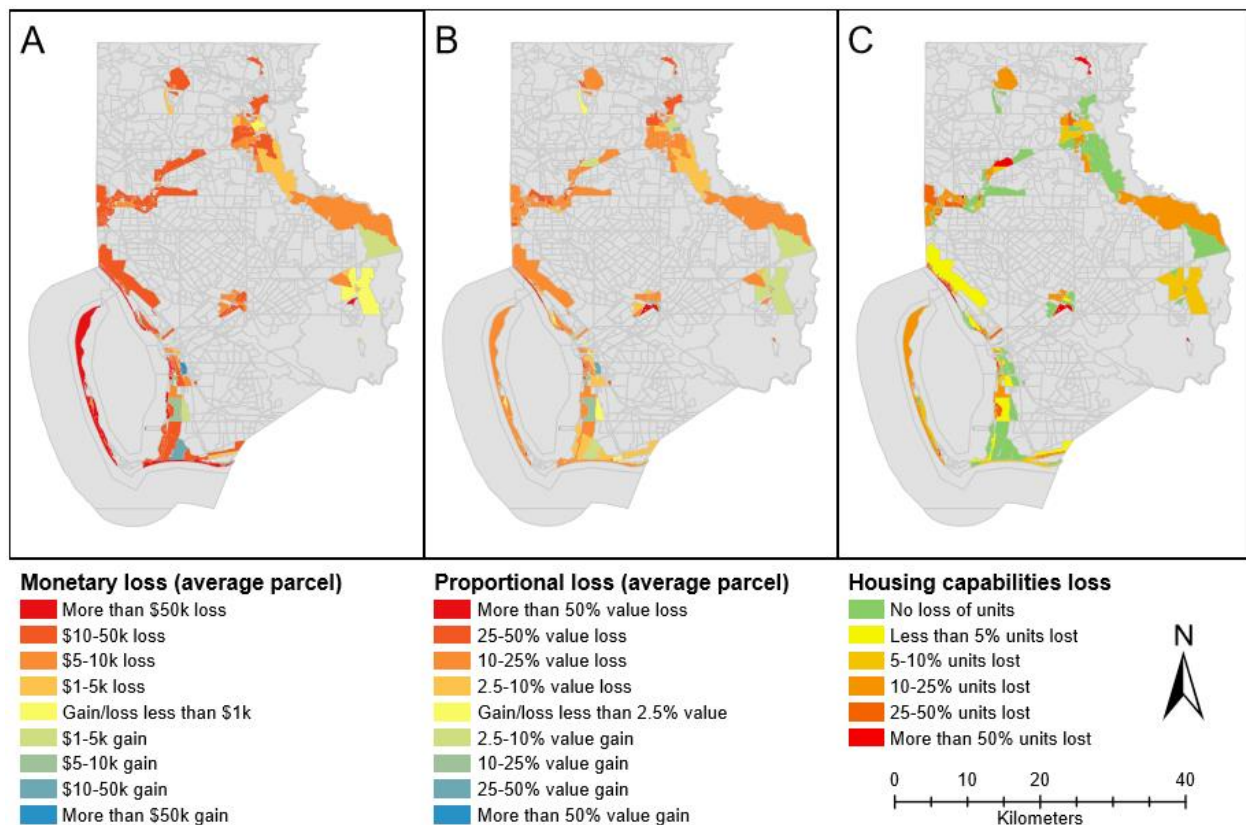 A
B
C
Monetary loss (average parcel)
More than $50k loss
$10-50k loss
$5-10k loss
$1-5k loss
Gain/loss less than $1k
$1-5k gain
$5-10k gain
$10-50k gain
More than $50k gain
Proportional loss (average parcel)
More than 50% value loss
25-50% value loss
10-25% value loss
2.5-10% value loss
Gain/loss less than 2.5% value
2.5-10% value gain
10-25% value gain
25-50% value gain
More than 50% value gain
Housing capabilities loss
No loss of units
Less than 5% units lost
5-10% units lost
10-25% units lost
25-50% units lost
More than 50% units lost
N
0 10 20 40
Kilometers